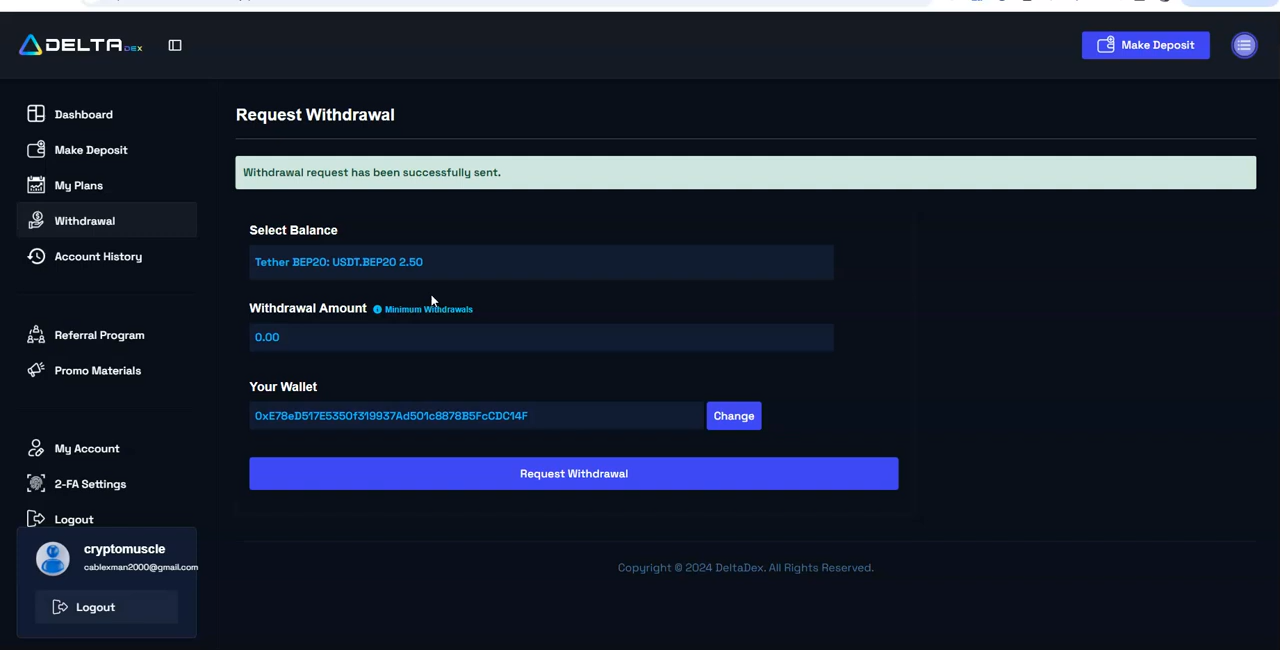 DELTA DEX
Make Deposit
Dashboard
Make Deposit
My Plans
Withdrawal
Account History
Referral Program
Promo Materials
My Account
2-FA Settings
Logout
cryptomuscle
cablexman2000@gmail.com
Logout
Request Withdrawal
Withdrawal request has been successfully sent.
Select Balance
Tether BEP20: USDT.BEP20 2.50
Withdrawal Amount Minimum Withdrawals
0.00
Your Wallet
0xE78eD517E5350f319937Ad501c8878B5FcCDC14F
Change
Request Withdrawal
Copyright © 2024 DeltaDex. All Rights Reserved.